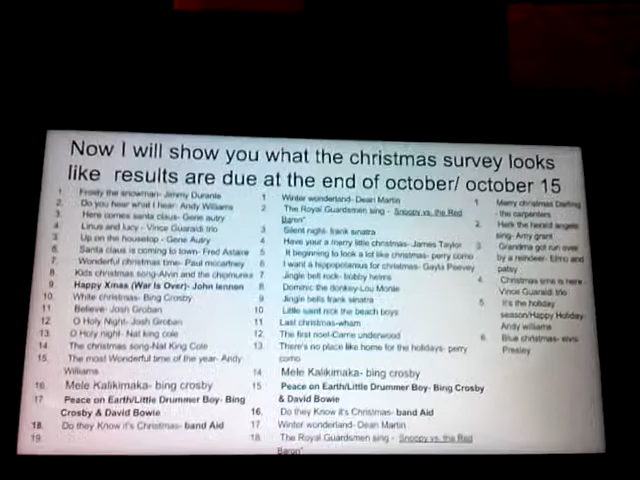 Now I will show you what the christmas survey looks
like results are due at the end of october/ october 15
1. Frosty the snowman- Jimmy Durante
2. Do you hear what I hear- Andy Williams
3. Here comes santa claus- Gene autry
4. Linus and lucy - Vince Guaraldi trio
5. Up on the housetop - Gene Autry
6. Santa claus is coming to town- Fred Astaire
7. Wonderful christmas time- Paul mccartney
8. Kids christmas song-Alvin and the chipmunks
9. Happy Xmas (War Is Over)- John lennon
10. White christmas- Bing Crosby
11 Believe- Josh Groban
12 O Holy Night- Josh Groban
13. O Holy night- Nat king cole
14. The christmas song-Nat King Cole
15. The most Wonderful time of the year- Andy
Williams
16. Mele Kalikimaka- bing crosby
17 Peace on Earth/Little Drummer Boy- Bing
Crosby & David Bowie
18. Do they Know it's Christmas- band Aid
19.
1 Winter wonderland- Dean Martin
2 The Royal Guardsmen sing - Snoopy vs. the Red
Baron"
3 Silent night- frank sinatra
4 Have your a merry little christmas- James Taylor
5 It beginning to look a lot like christmas- perry como
6 I want a hippopotamus for christmas- Gayla Peevey
7 Jingle bell rock- bobby helms
8 Dominic the donkey-Lou Monte
9 Jingle bells frank sinatra
10 Little saint nick the beach boys
11 Last christmas-wham
12 The first noel-Carrie underwood
13 There's no place like home for the holidays- perry
como
14 Mele Kalikimaka- bing crosby
15 Peace on Earth/Little Drummer Boy- Bing Crosby
& David Bowie
16. Do they Know it's Christmas- band Aid
17 Winter wonderland- Dean Martin
18. The Royal Guardsmen sing - Snoopy vs. the Red
Baron"
1 Merry christmas Darling
- the carpenters
2. Hark the herald angels
sing- Amy grant
3 Grandma got run over
by a reindeer- Elmo and
patsy
4. Christmas time is here
Vince Guaraldi trio
5 It's the holiday
season/Happy Holiday-
Andy williams
6 Blue christmas- elvis
Presley